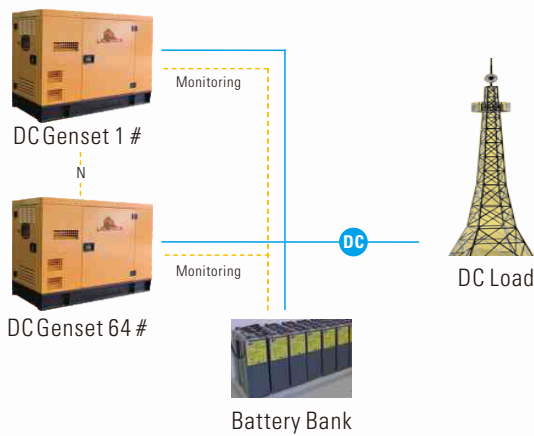 Monitoring
DC Genset 1 #
N
DC
Monitoring
DC Load
DC Genset 64 #
Battery Bank